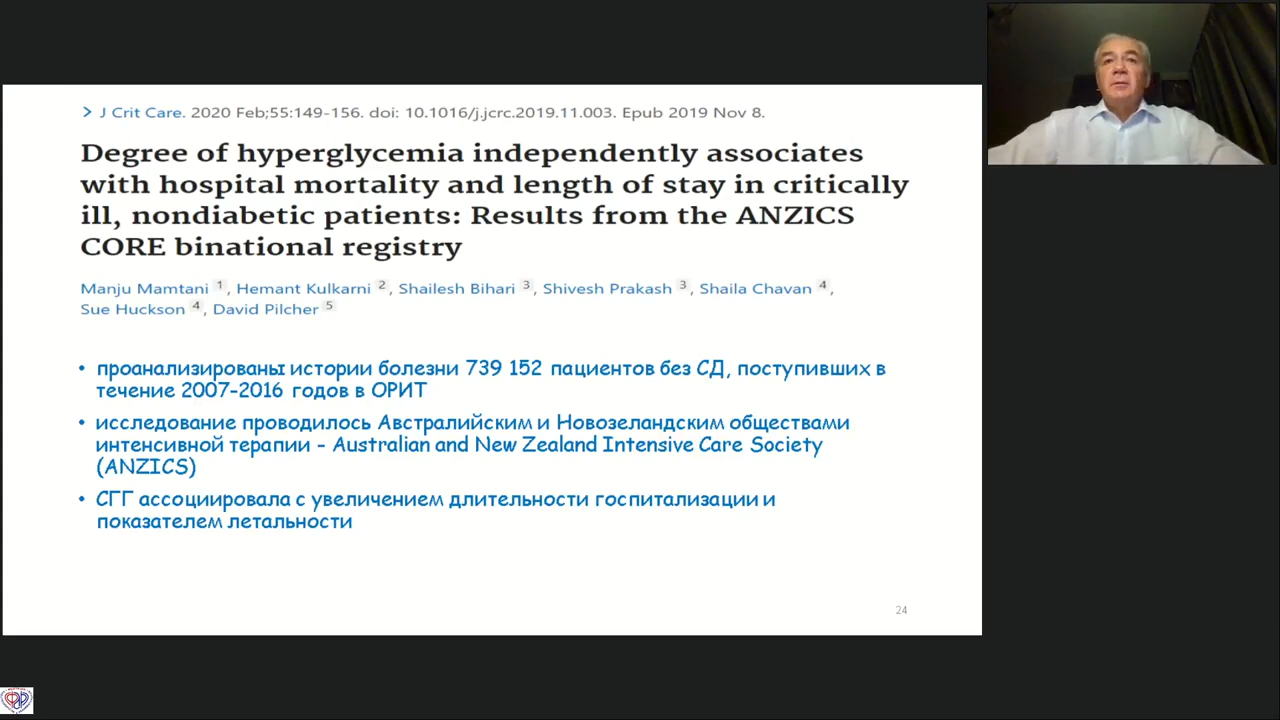 > J Crit Care. 2020 Feb;55:149-156. doi: 10.1016/j.jcrc.2019.11.003. Epub 2019 Nov 8.
Degree of hyperglycemia independently associates
with hospital mortality and length of stay in critically
ill, nondiabetic patients: Results from the ANZICS
CORE binational registry
Manju Mamtani 1, Hemant Kulkarni 2, Shailesh Bihari 3, Shivesh Prakash 3, Shaila Chavan 4,
Sue Huckson 4, David Pilcher 5
• проанализированы истории болезни 739 152 пациентов без СД, поступивших в
течение 2007-2016 годов в ОРИТ
• исследование проводилось Австралийским и Новозеландским обществами
интенсивной терапии – Australian and New Zealand Intensive Care Society
(ANZICS)
• СГГ ассоциировала с увеличением длительности госпитализации и
показателем летальности
24